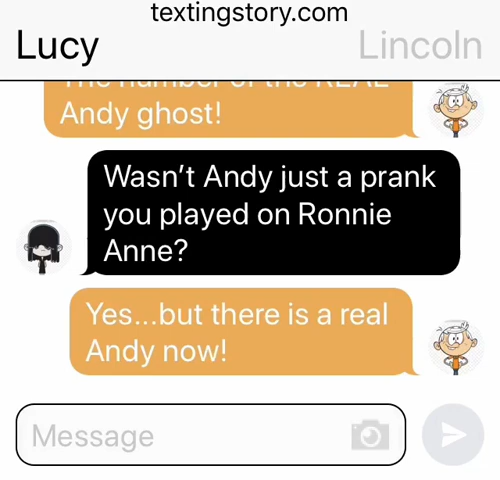 textingstory.com
Lucy
Lincoln
Andy ghost!
Wasn't Andy just a prank
you played on Ronnie
Anne?
Yes...but there is a real
Andy now!
Message